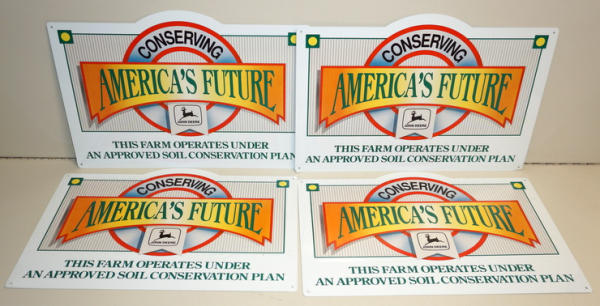 CONSERVING
AMERICA'S FUTURE
JOHN DEERE
THIS FARM OPERATES UNDER
AN APPROVED SOIL CONSERVATION PLAN
CONSERVING
AMERICA'S FUTURE
JOHN DEERE
THIS FARM OPERATES UNDER
AN APPROVED SOIL CONSERVATION PLAN
CONSERVING
AMERICA'S FUTURE
JOHN DEERE
THIS FARM OPERATES UNDER
AN APPROVED SOIL CONSERVATION PLAN
CONSERVING
AMERICA'S FUTURE
JOHN DEERE
THIS FARM OPERATES UNDER
AN APPROVED SOIL CONSERVATION PLAN